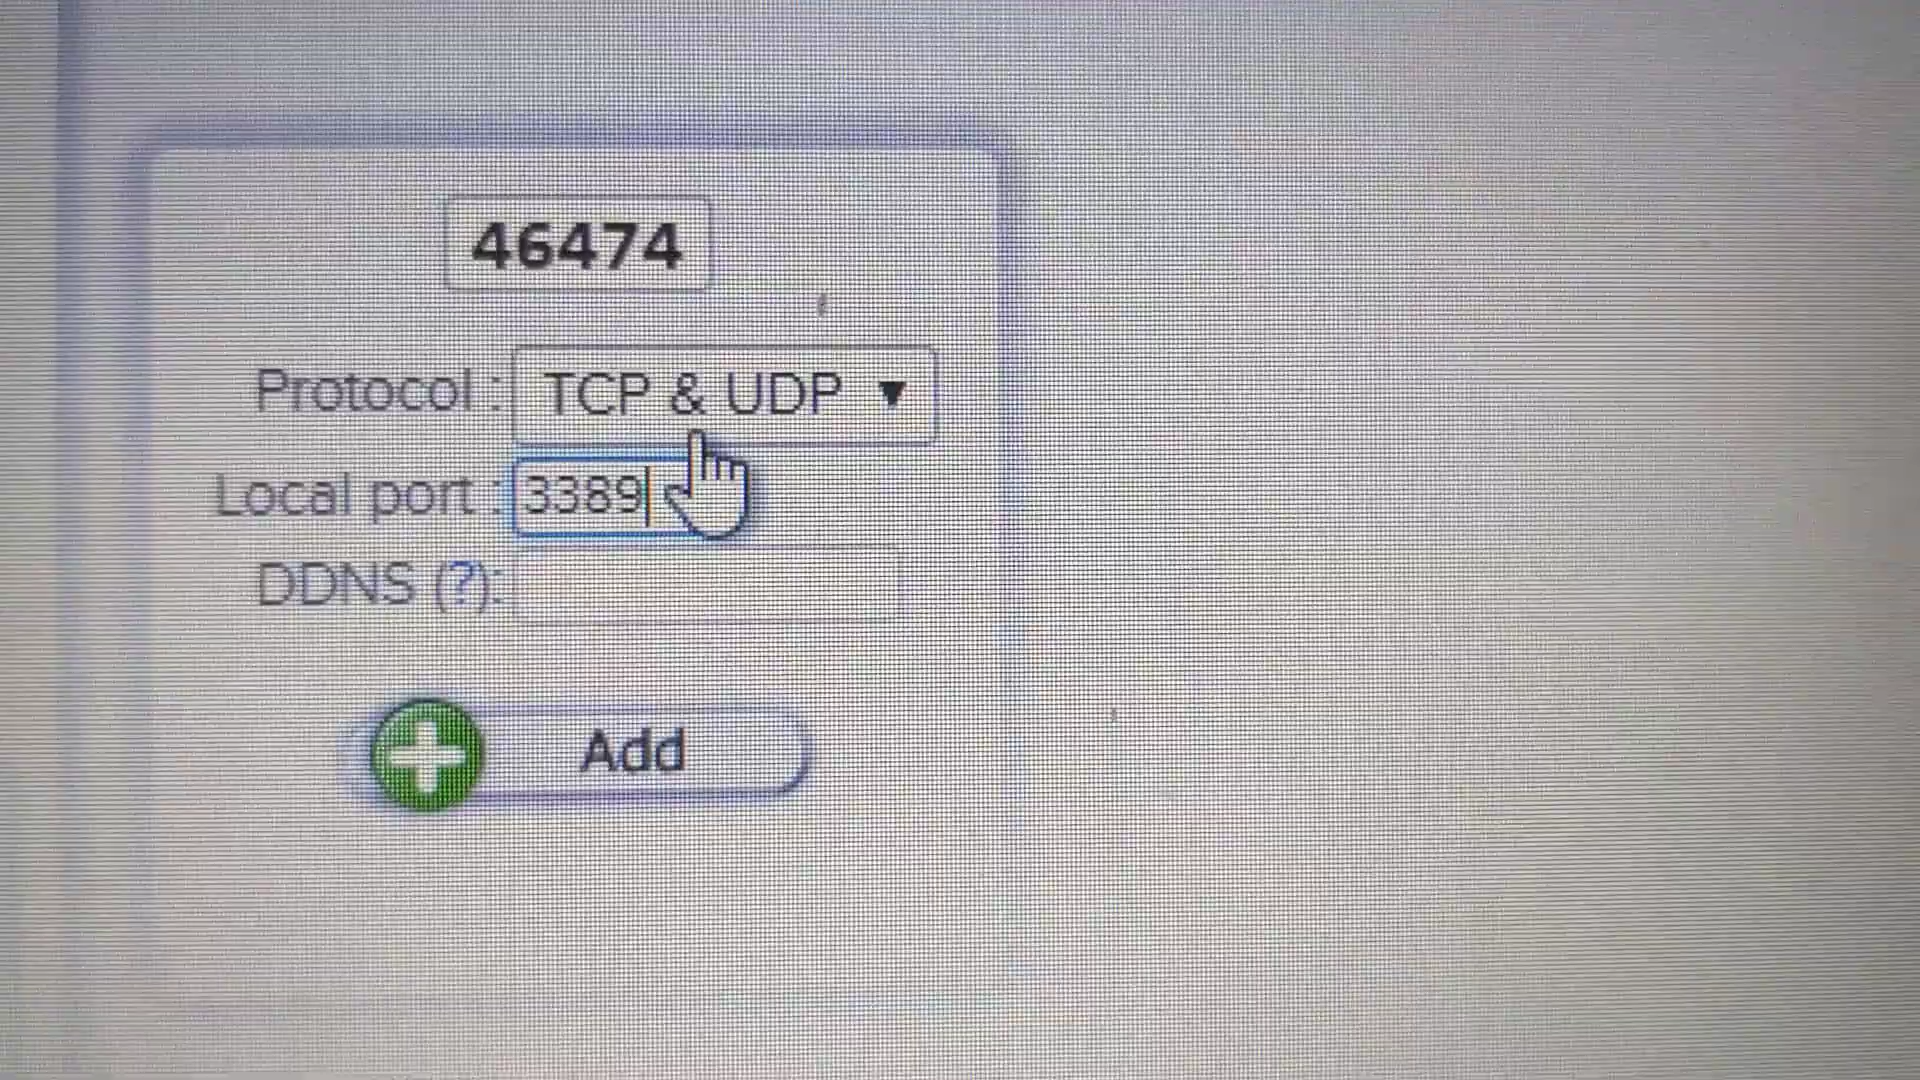 46474
Protocol : TCP & UDP ▼
Local port : 3389
DDNS (?):
Add